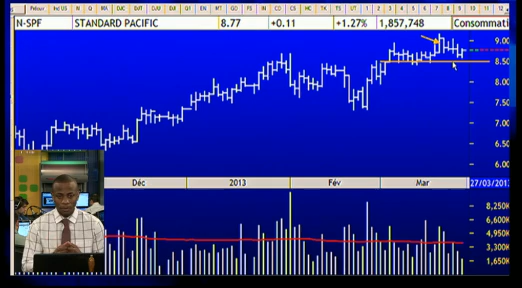 N-SPF STANDARD PACIFIC 8.77 +0.11 +1.27% 1,857,748 Consommati
9.00
8.50
8.00
7.50
7.00
6.50
6.00
Déc 2013 Fév Mar 27/03/2013
8,250K
6,600K
4,950K
3,300K
1,650K